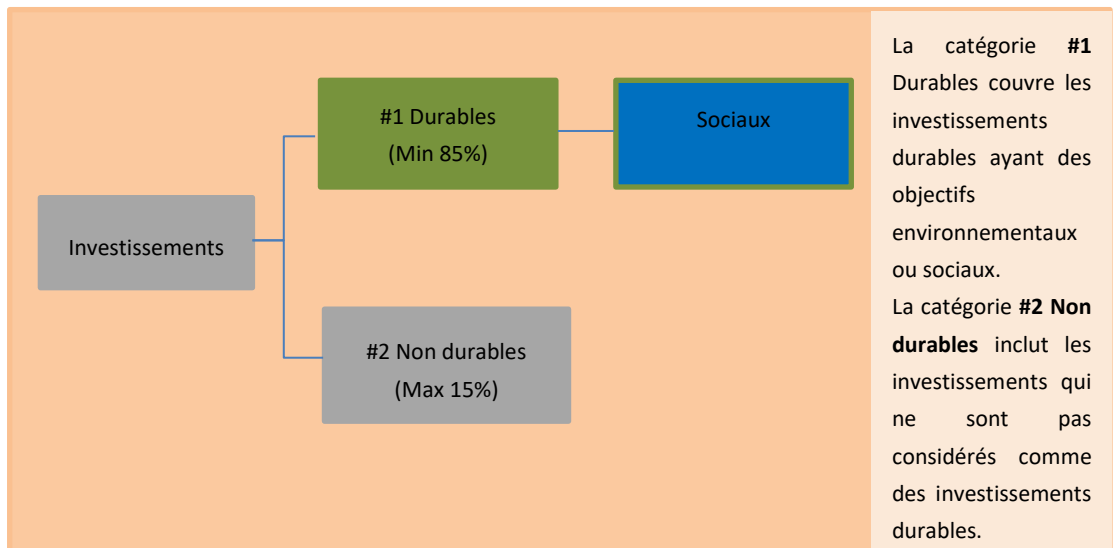 Investissements
#1 Durables
(Min 85%)
Sociaux
#2 Non durables
(Max 15%)
La catégorie #1
Durables couvre les
investissements
durables ayant des
objectifs
environnementaux
ou sociaux.
La catégorie #2 Non
durables inclut les
investissements qui
ne sont pas
considérés comme
des investissements
durables.